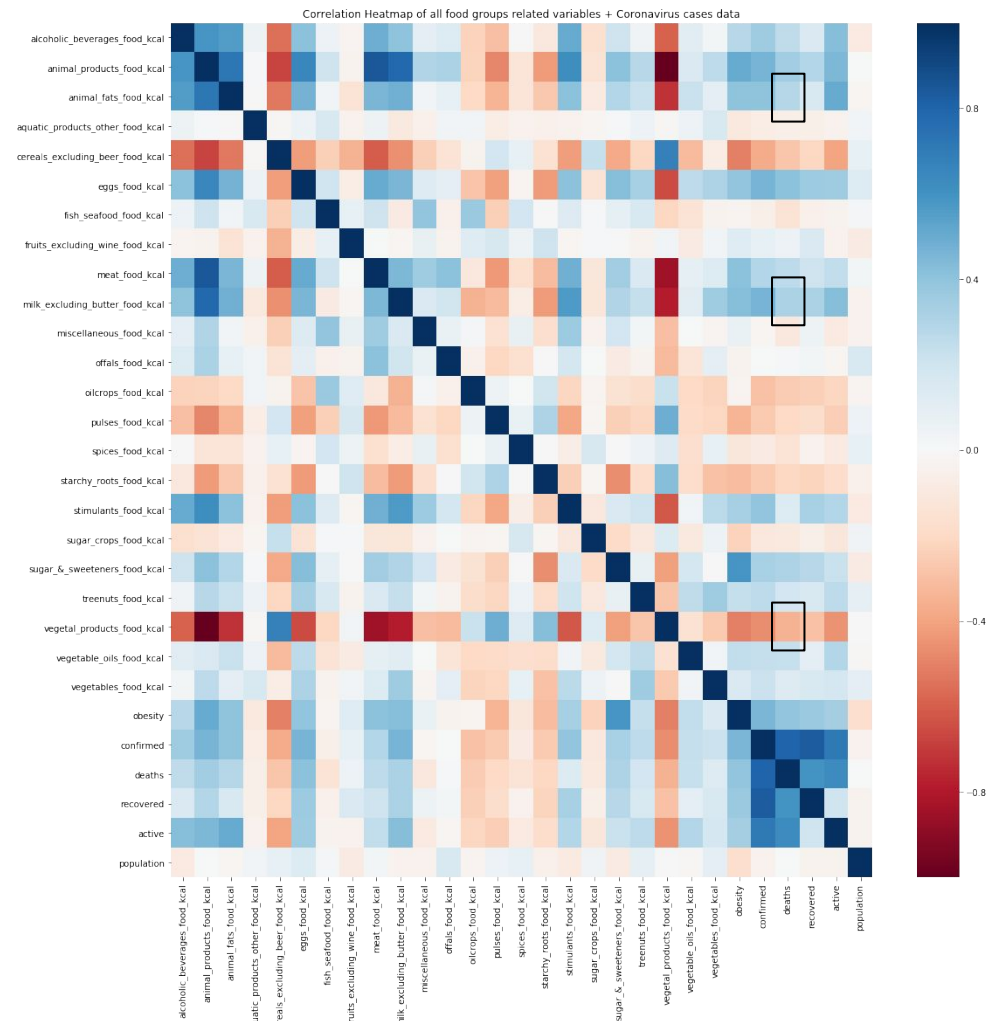 Correlation Heatmap of all food groups related variables + Coronavirus cases data
alcoholic_beverages_food_kcal
animal_products_food_kcal
animal_fats_food_kcal
aquatic_products_other_food_kcal
cereals_excluding_beer_food_kcal
eggs_food_kcal
fish_seafood_food_kcal
fruits_excluding_wine_food_kcal
meat_food_kcal
milk_excluding_butter_food_kcal
miscellaneous_food_kcal
offals_food_kcal
oilcrops_food_kcal
pulses_food_kcal
spices_food_kcal
starchy_roots_food_kcal
stimulants_food_kcal
sugar_crops_food_kcal
sugar_&_sweeteners_food_kcal
treenuts_food_kcal
vegetal_products_food_kcal
vegetable_oils_food_kcal
vegetables_food_kcal
obesity
confirmed
deaths
recovered
active
population
alcoholic_beverages_food_kcal
animal_products_food_kcal
animal_fats_food_kcal
uatic_products_other_food_kcal
reals_excluding_beer_food_kcal
eggs_food_kcal
fish_seafood_food_kcal
ruits_excluding_wine_food_kcal
meat_food_kcal
ilk_excluding_butter_food_kcal
miscellaneous_food_kcal
offals_food_kcal
oilcrops_food_kcal
pulses_food_kcal
spices_food_kcal
starchy_roots_food_kcal
stimulants_food_kcal
sugar_crops_food_kcal
sugar_&_sweeteners_food_kcal
treenuts_food_kcal
vegetal_products_food_kcal
vegetable_oils_food_kcal
vegetables_food_kcal
obesity
confirmed
deaths
recovered
active
population
0.8
0.4
0.0
−0.4
−0.8